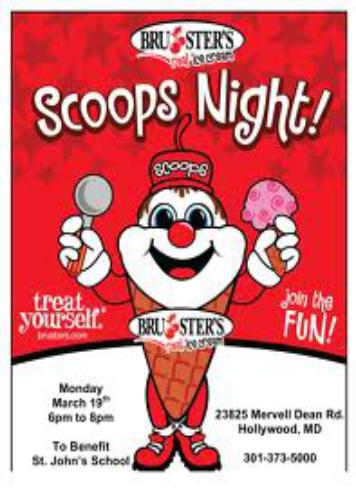 BRUSTER'S
real ice cream
Scoops Night!
scoops
treat
yourself.®
brusters.com
join the
FUN!
BRUSTER'S
real ice cream
Monday
March 19th
6pm to 8pm
To Benefit
St. John's School
23825 Mervell Dean Rd.
Hollywood, MD
301-373-5000